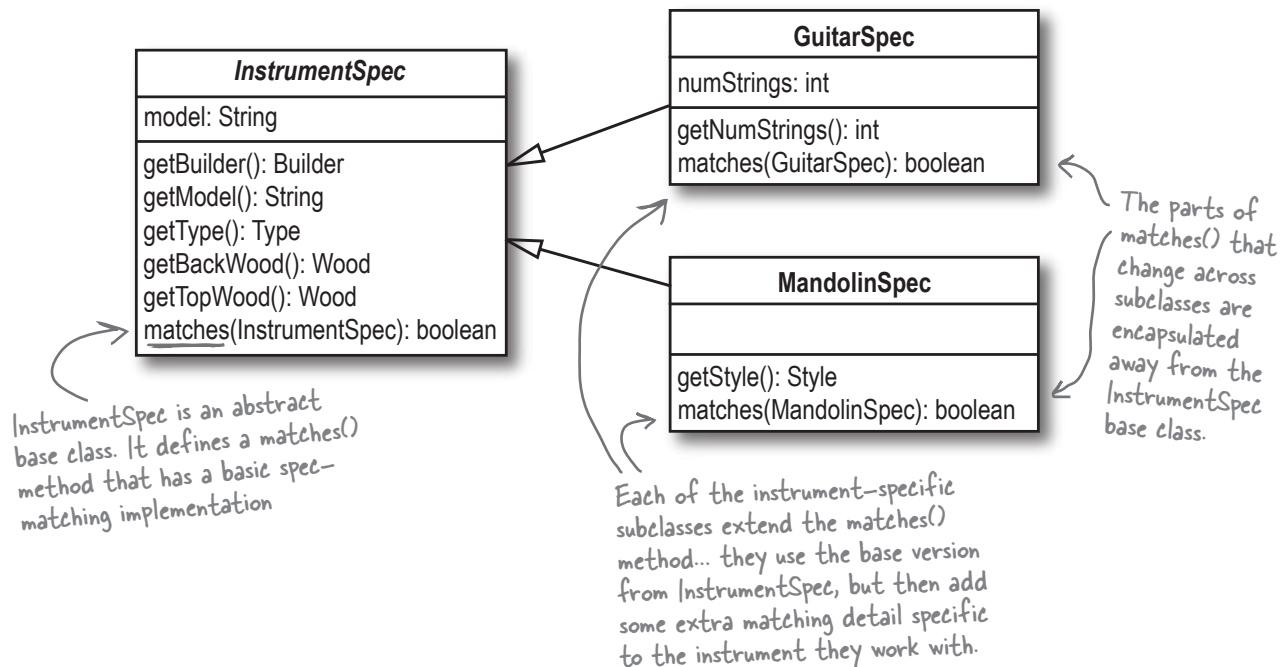 InstrumentSpec
model: String
getBuilder(): Builder
getModel(): String
getType(): Type
getBackWood(): Wood
getTopWood(): Wood
matches(InstrumentSpec): boolean
GuitarSpec
numStrings: int
getNumStrings(): int
matches(GuitarSpec): boolean
MandolinSpec
getStyle(): Style
matches(MandolinSpec): boolean
The parts of
matches() that
change across
subclasses are
encapsulated
away from the
InstrumentSpec
base class.
InstrumentSpec is an abstract
base class. It defines a matches()
method that has a basic spec-
matching implementation
Each of the instrument-specific
subclasses extend the matches()
method... they use the base version
from InstrumentSpec, but then add
some extra matching detail specific
to the instrument they work with.